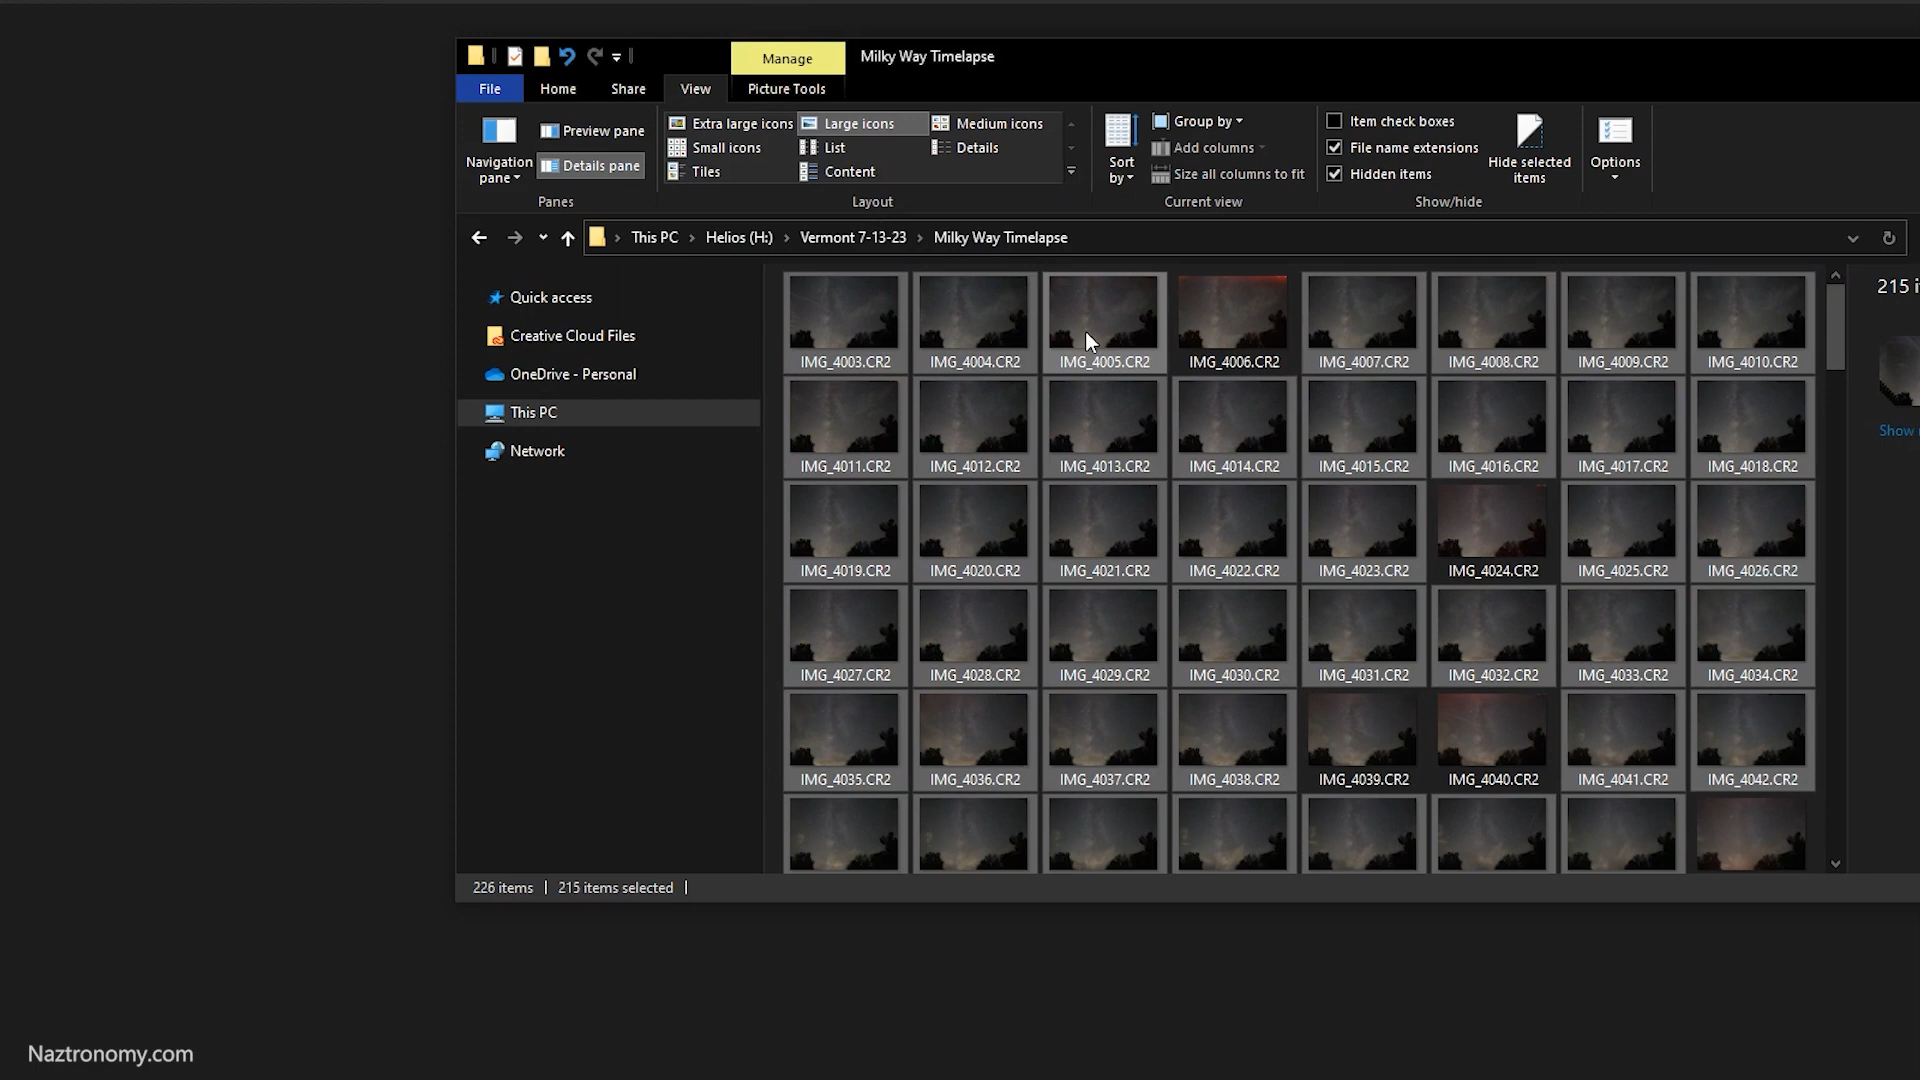 Manage
Milky Way Timelapse
File
Home
Share
View
Picture Tools
Navigation pane
Preview pane
Details pane
Panes
Extra large icons
Large icons
Medium icons
Small icons
List
Details
Tiles
Content
Layout
Sort by
Group by
Add columns
Size all columns to fit
Current view
Item check boxes
File name extensions
Hidden items
Hide selected items
Show/hide
Options
This PC > Helios (H:) > Vermont 7-13-23 > Milky Way Timelapse
Quick access
Creative Cloud Files
OneDrive - Personal
This PC
Network
IMG_4003.CR2 IMG_4004.CR2 IMG_4005.CR2 IMG_4006.CR2 IMG_4007.CR2 IMG_4008.CR2 IMG_4009.CR2 IMG_4010.CR2
IMG_4011.CR2 IMG_4012.CR2 IMG_4013.CR2 IMG_4014.CR2 IMG_4015.CR2 IMG_4016.CR2 IMG_4017.CR2 IMG_4018.CR2
IMG_4019.CR2 IMG_4020.CR2 IMG_4021.CR2 IMG_4022.CR2 IMG_4023.CR2 IMG_4024.CR2 IMG_4025.CR2 IMG_4026.CR2
IMG_4027.CR2 IMG_4028.CR2 IMG_4029.CR2 IMG_4030.CR2 IMG_4031.CR2 IMG_4032.CR2 IMG_4033.CR2 IMG_4034.CR2
IMG_4035.CR2 IMG_4036.CR2 IMG_4037.CR2 IMG_4038.CR2 IMG_4039.CR2 IMG_4040.CR2 IMG_4041.CR2 IMG_4042.CR2
215
Show
226 items | 215 items selected |
Naztronomy.com